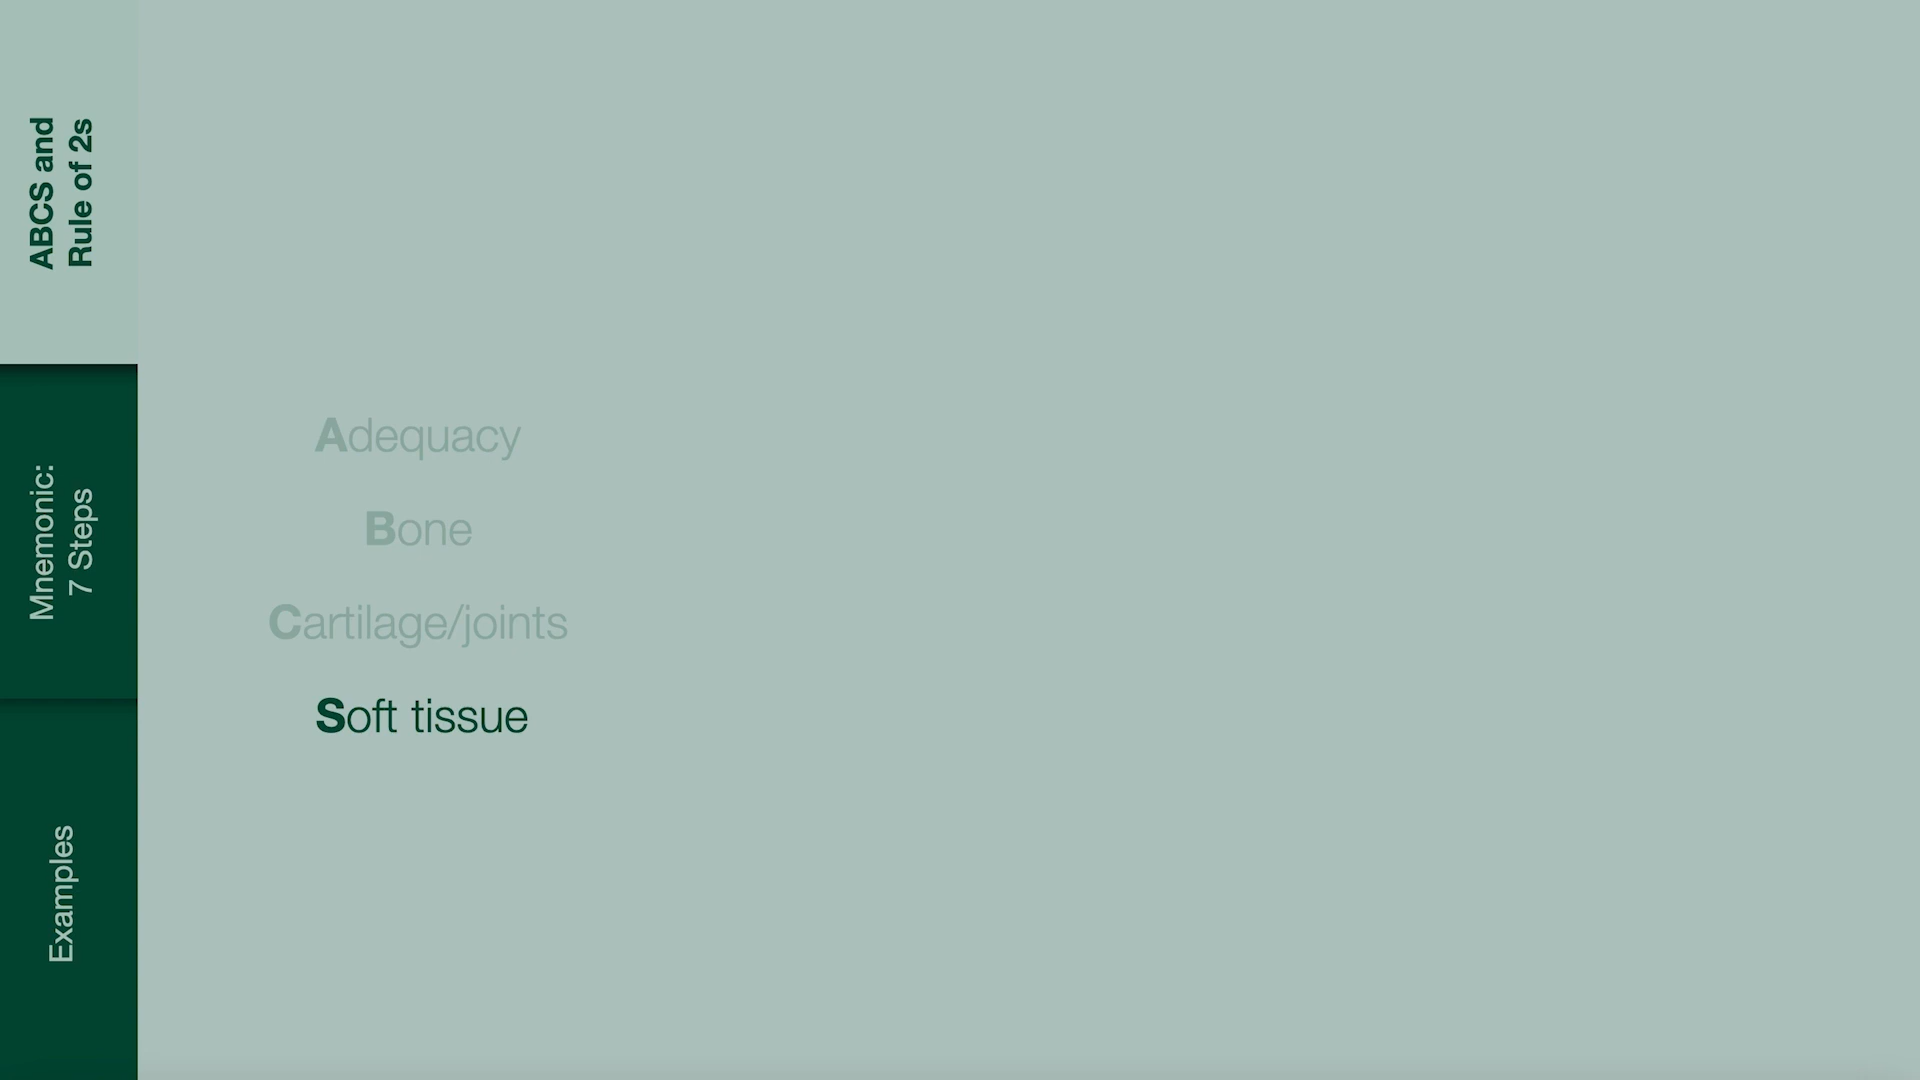 ABCS and
Rule of 2s
Mnemonic:
7 Steps
Examples
Adequacy
Bone
Cartilage/joints
Soft tissue